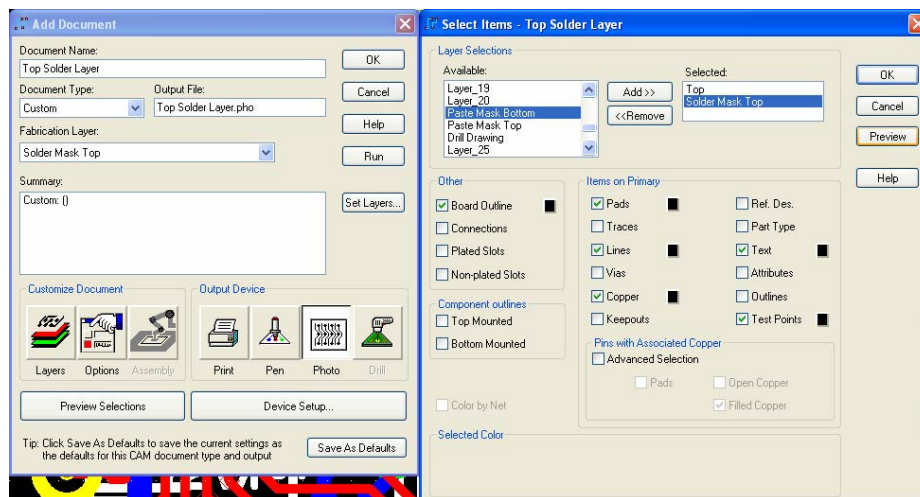 Add Document
Document Name:
Top Solder Layer
OK
Document Type:
Output File:
Cancel
Custom
Top Solder Layer.pho
Fabrication Layer:
Help
Solder Mask Top
Run
Summary:
Custom: ()
Set Layers...
Customize Document
Output Device
Layers
Options
Assembly
Print
Pen
Photo
Drill
Preview Selections
Device Setup...
Tip: Click Save As Defaults to save the current settings as
the defaults for this CAM document type and output
Save As Defaults
Select Items - Top Solder Layer
Layer Selections
Available:
Selected:
Layer_19
Layer_20
Paste Mask Bottom
Paste Mask Top
Drill Drawing
Layer_25
Add >>
<<Remove
Top
Solder Mask Top
OK
Cancel
Preview
Help
Other
Board Outline
Connections
Plated Slots
Non-plated Slots
Component outlines
Top Mounted
Bottom Mounted
Color by Net
Items on Primary
Pads
Ref. Des.
Traces
Part Type
Lines
Text
Vias
Attributes
Copper
Outlines
Keepouts
Test Points
Pins with Associated Copper
Advanced Selection
Pads
Open Copper
Filled Copper
Selected Color